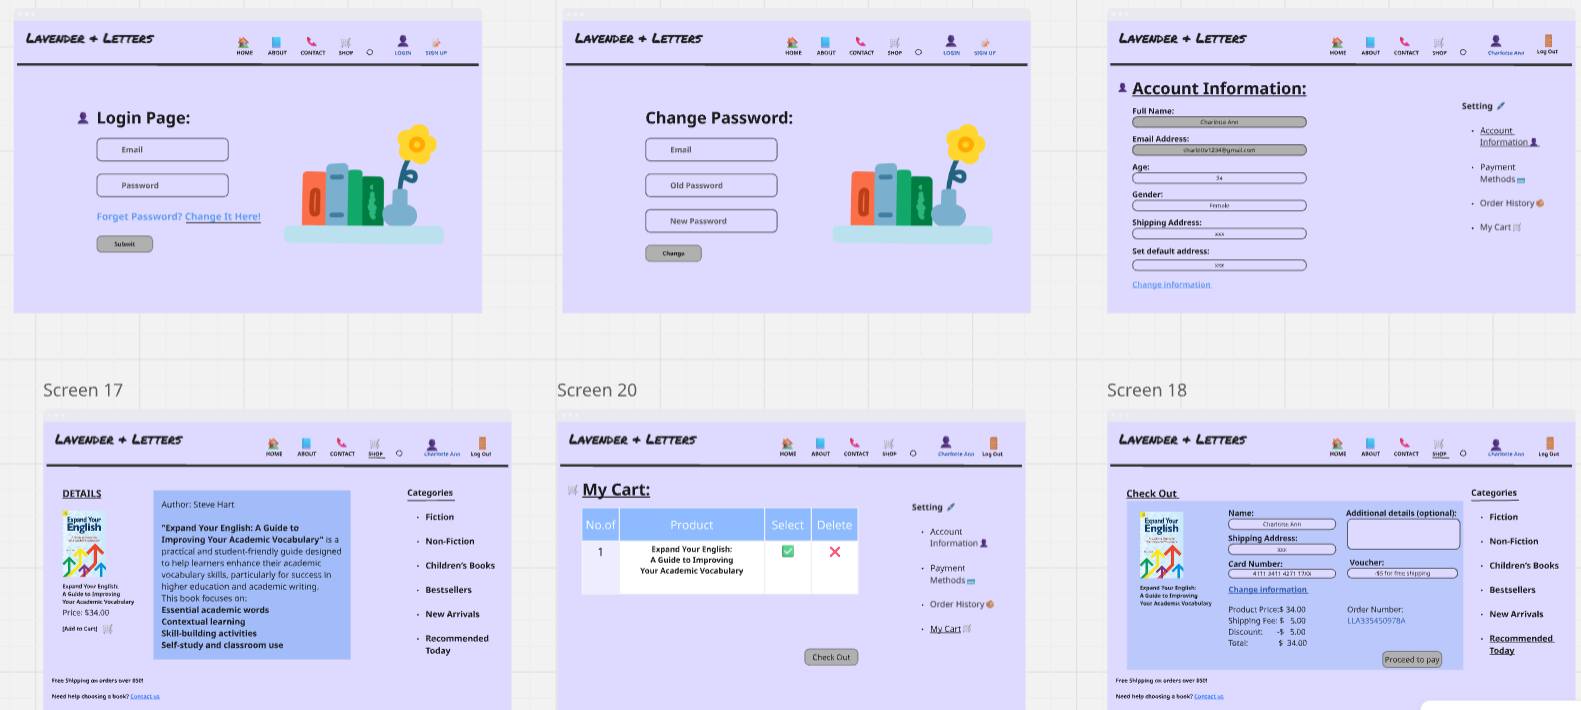 LAVENDER & LETTERS
HOME ABOUT CONTACT SHOP LOGIN SIGN UP
Login Page:
Email
Password
Forget Password? Change It Here!
Submit
LAVENDER & LETTERS
HOME ABOUT CONTACT SHOP LOGIN SIGN UP
Change Password:
Email
Old Password
New Password
Change
LAVENDER & LETTERS
HOME ABOUT CONTACT SHOP Charlotte Ann Log Out
Account Information:
Full Name:
Charlotte Ann
Email Address:
charlotte1234@gmail.com
Age:
34
Gender:
Female
Shipping Address:
xxx
Set default address:
xxx
Change information
Setting
Account
Information
Payment
Methods
Order History
My Cart
Screen 17
LAVENDER & LETTERS
HOME ABOUT CONTACT SHOP Charlotte Ann Log Out
DETAILS
Expand Your
English
Expand Your English:
A Guide to Improving
Your Academic Vocabulary
Price: $34.00
[Add to Cart]
Author: Steve Hart
"Expand Your English: A Guide to
Improving Your Academic Vocabulary" is a
practical and student-friendly guide designed
to help learners enhance their academic
vocabulary skills, particularly for success in
higher education and academic writing.
This book focuses on:
Essential academic words
Contextual learning
Skill-building activities
Self-study and classroom use
Categories
Fiction
Non-Fiction
Children's Books
Bestsellers
New Arrivals
Recommended
Today
Free Shipping on orders over $50!
Need help choosing a book? Contact us
Screen 20
LAVENDER & LETTERS
HOME ABOUT CONTACT SHOP Charlotte Ann Log Out
My Cart:
No.of Product Select Delete
1 Expand Your English:
A Guide to Improving
Your Academic Vocabulary
Check Out
Setting
Account
Information
Payment
Methods
Order History
My Cart
Screen 18
LAVENDER & LETTERS
HOME ABOUT CONTACT SHOP Charlotte Ann Log Out
Check Out
Expand Your
English
Expand Your English:
A Guide to Improving
Your Academic Vocabulary
Name:
Charlotte Ann
Shipping Address:
xxx
Card Number:
4111 3411 4271
Change information
Additional details (optional):
Voucher:
-$5 for free shipping
Product Price:$ 34.00
Shipping Fee: $ 5.00
Discount: -$ 5.00
Total: $ 34.00
Order Number:
LLA335450978A
Proceed to pay
Categories
Fiction
Non-Fiction
Children's Books
Bestsellers
New Arrivals
Recommended
Today
Free Shipping on orders over $50!
Need help choosing a book? Contact us